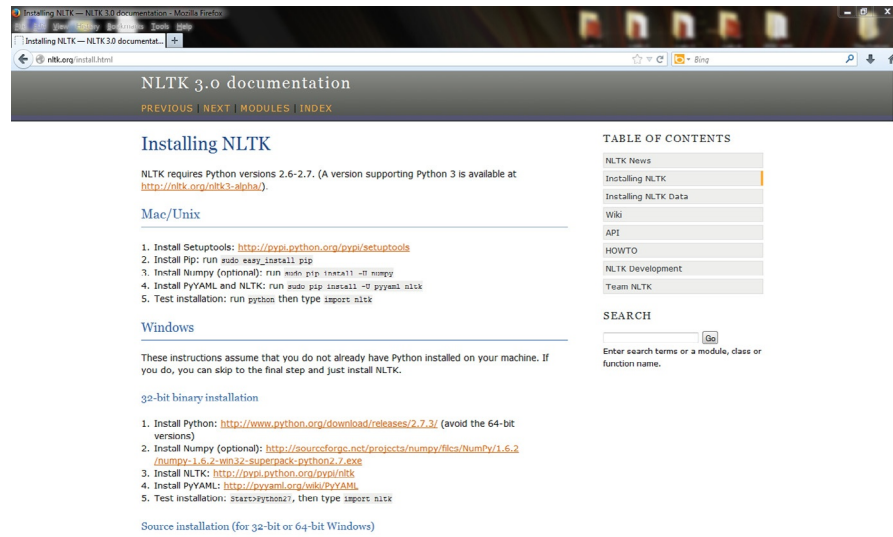 Installing NLTK — NLTK 3.0 documentation - Mozilla Firefox
View History Bookmarks Tools Help
Installing NLTK — NLTK 3.0 documentat... +
nltk.org/install.html
Bing
NLTK 3.0 documentation
PREVIOUS | NEXT | MODULES | INDEX
Installing NLTK
NLTK requires Python versions 2.6-2.7. (A version supporting Python 3 is available at
http://nltk.org/nltk3-alpha/).
Mac/Unix
1. Install Setuptools: http://pypi.python.org/pypi/setuptools
2. Install Pip: run sudo easy_install pip
3. Install Numpy (optional): run sudo pip install -U numpy
4. Install PyYAML and NLTK: run sudo pip install -U pyyaml nltk
5. Test installation: run python then type import nltk
Windows
These instructions assume that you do not already have Python installed on your machine. If
you do, you can skip to the final step and just install NLTK.
32-bit binary installation
1. Install Python: http://www.python.org/download/releases/2.7.3/ (avoid the 64-bit
versions)
2. Install Numpy (optional): http://sourceforge.net/projects/numpy/files/NumPy/1.6.2
/numpy-1.6.2-win32-superpack-python2.7.exe
3. Install NLTK: http://pypi.python.org/pypi/nltk
4. Install PyYAML: http://pyyaml.org/wiki/PyYAML
5. Test installation: Start>Python27, then type import nltk
Source installation (for 32-bit or 64-bit Windows)
TABLE OF CONTENTS
NLTK News
Installing NLTK
Installing NLTK Data
Wiki
API
HOWTO
NLTK Development
Team NLTK
SEARCH
Go
Enter search terms or a module, class or
function name.